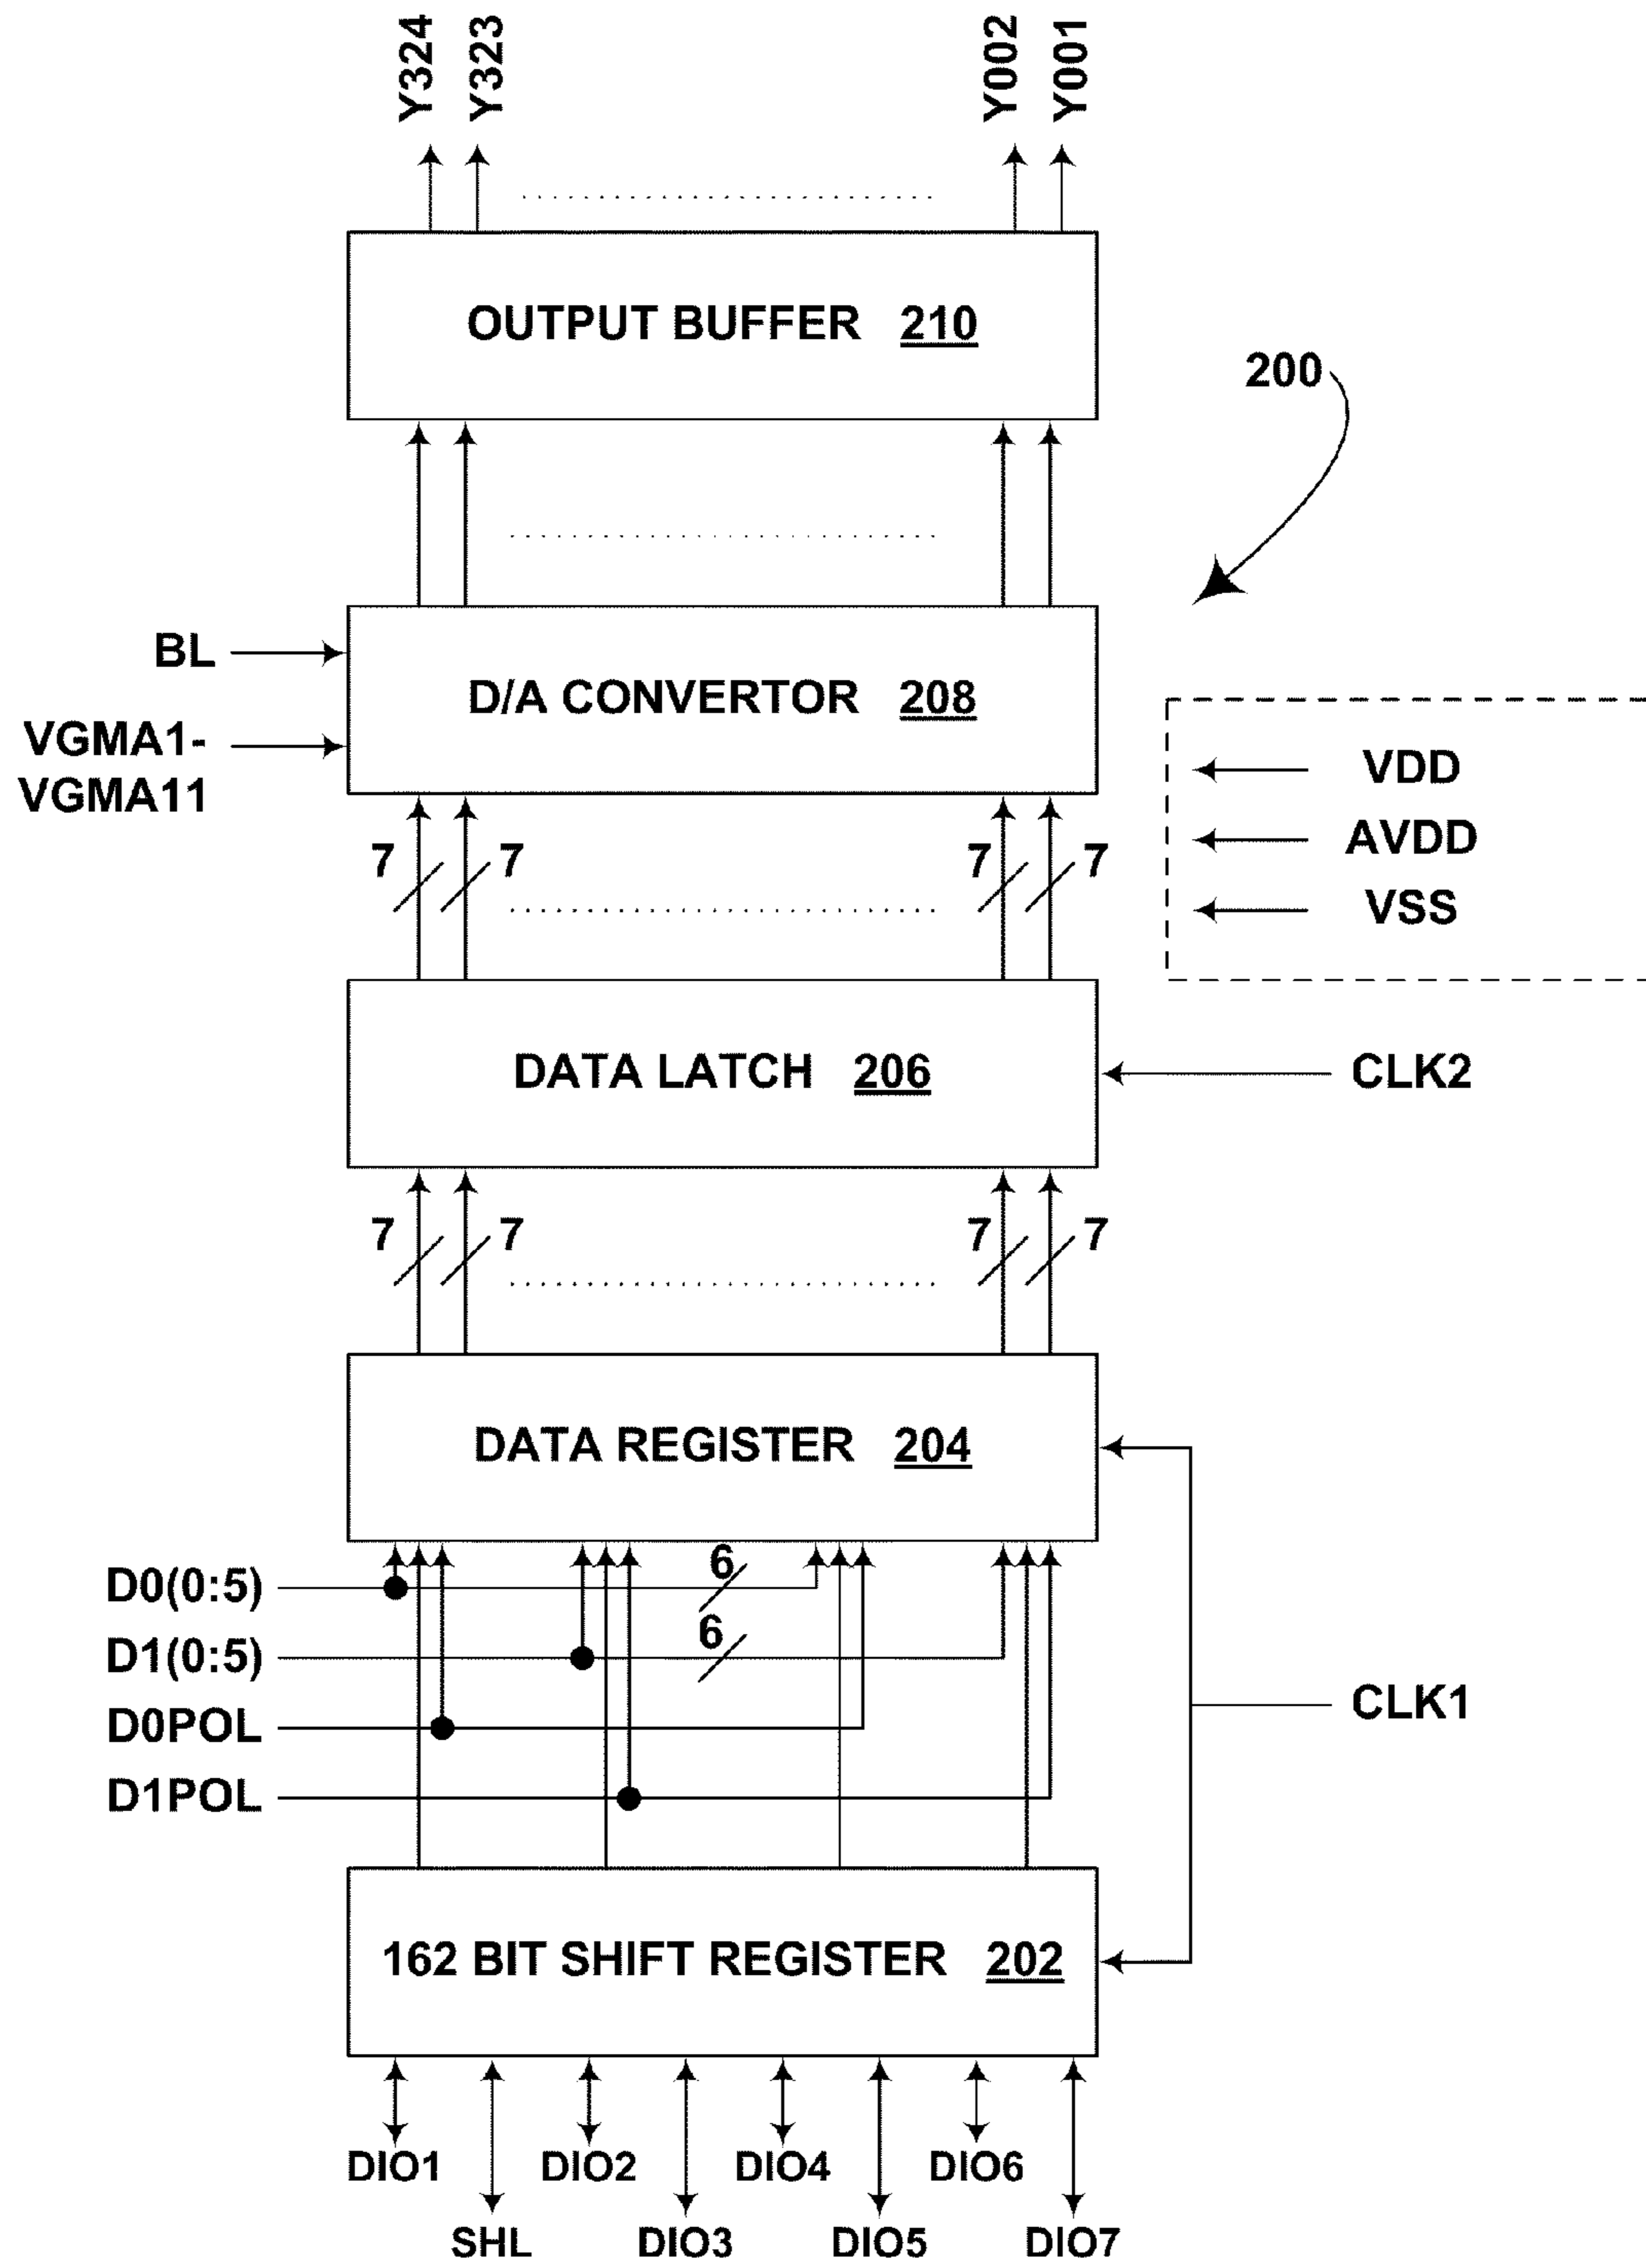 Y324 Y323 Y002 Y001
OUTPUT BUFFER 210
200
BL
D/A CONVERTOR 208
VGMA1-
VGMA11
VDD
AVDD
VSS
7 7 7 7
DATA LATCH 206
CLK2
7 7 7 7
DATA REGISTER 204
D0(0:5) 6
D1(0:5) 6
D0POL
CLK1
D1POL
162 BIT SHIFT REGISTER 202
DIO1 DIO2 DIO4 DIO6
SHL DIO3 DIO5 DIO7